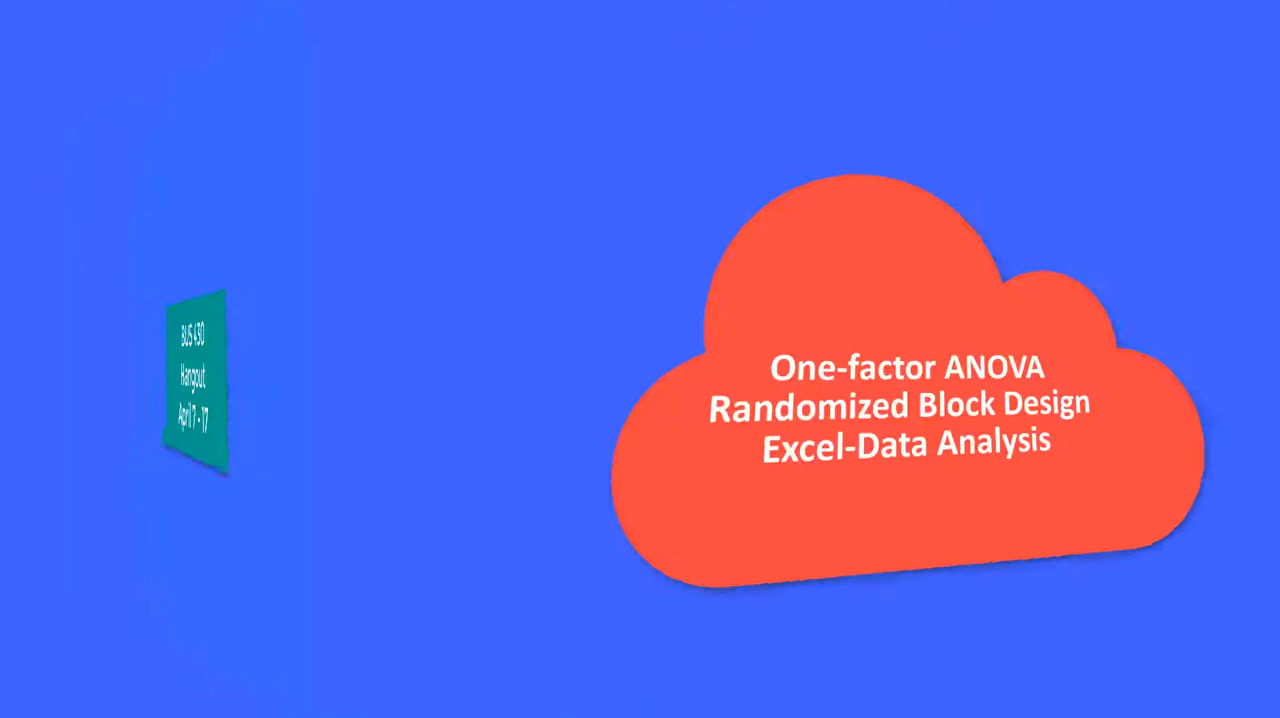 BUS 430
Hangout
April 7 - 17
One-factor ANOVA
Randomized Block Design
Excel-Data Analysis